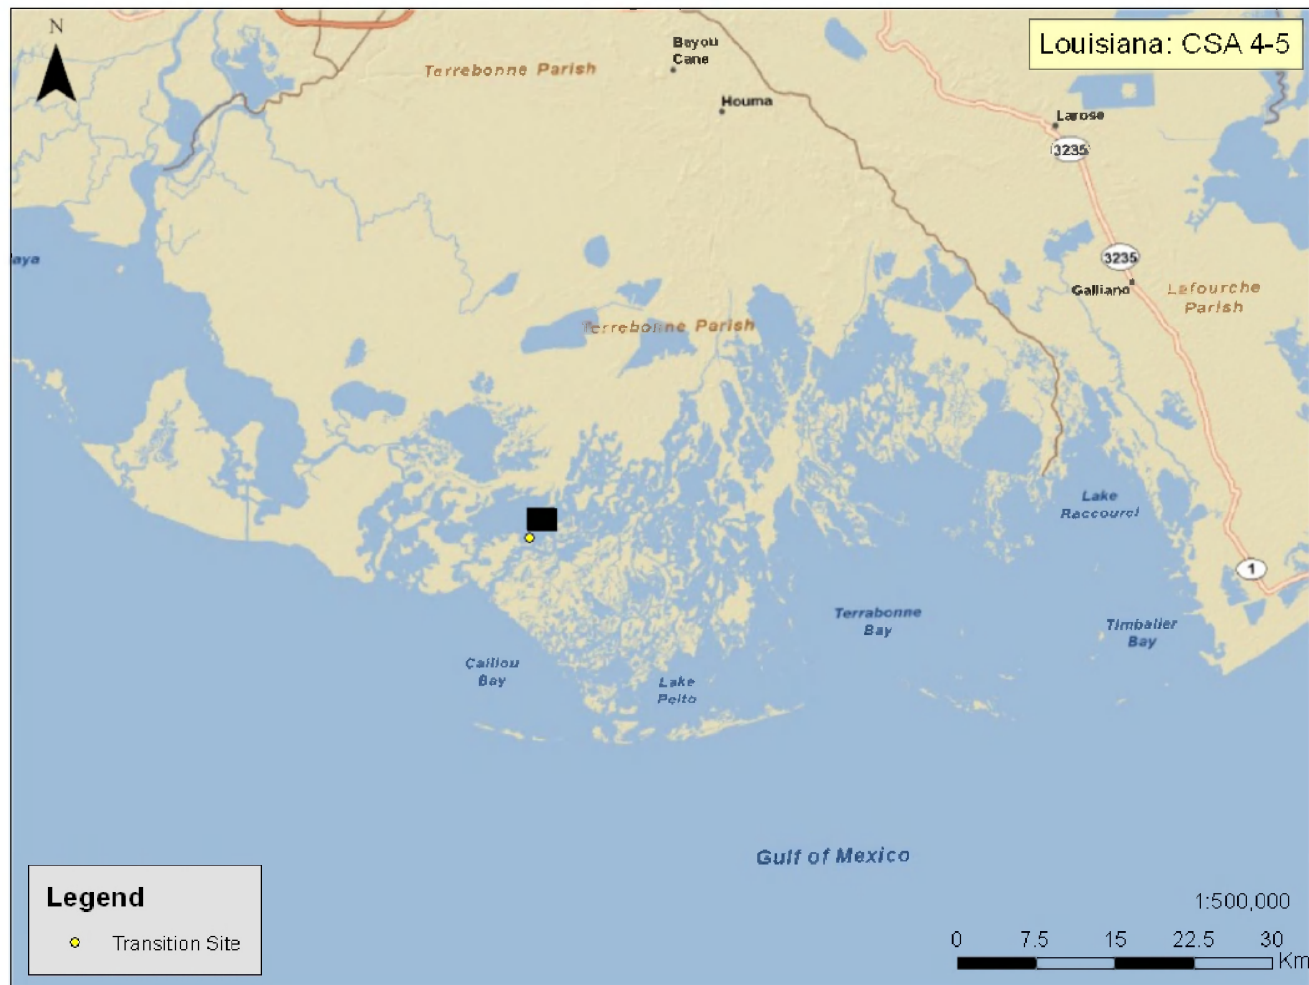 N
Louisiana: CSA 4-5
Bayou
Cane
Terrebonne Parish
Houma
Larose
3235
3235
Galliano
Lafourche
Parish
aya
Terrebonne Parish
Lake
Raccourci
1
Terrabonne
Bay
Timbalier
Bay
Caillou
Bay
Lake
Pelto
Gulf of Mexico
Legend
Transition Site
1:500,000
0 7.5 15 22.5 30
Km